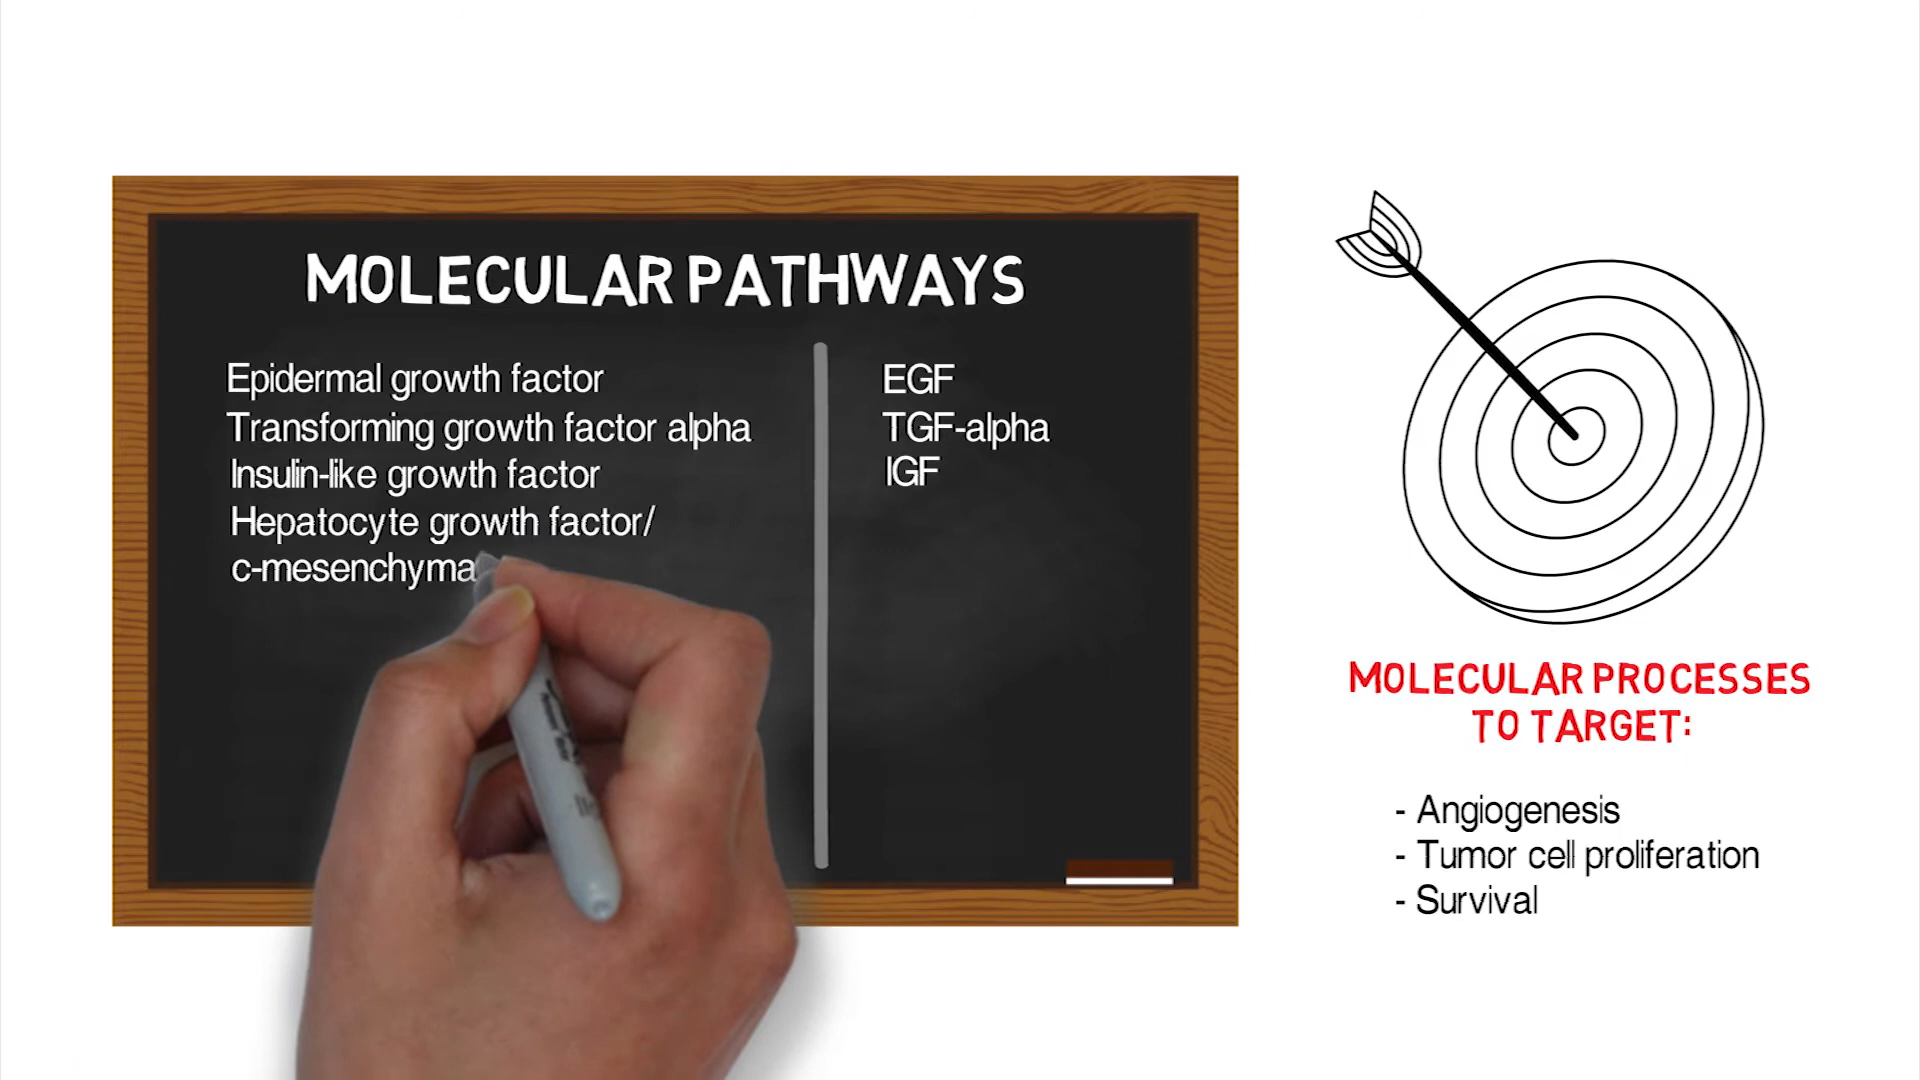 MOLECULAR PATHWAYS
Epidermal growth factor
Transforming growth factor alpha
Insulin-like growth factor
Hepatocyte growth factor/
c-mesenchyma
EGF
TGF-alpha
IGF
MOLECULAR PROCESSES
TO TARGET:
- Angiogenesis
- Tumor cell proliferation
- Survival